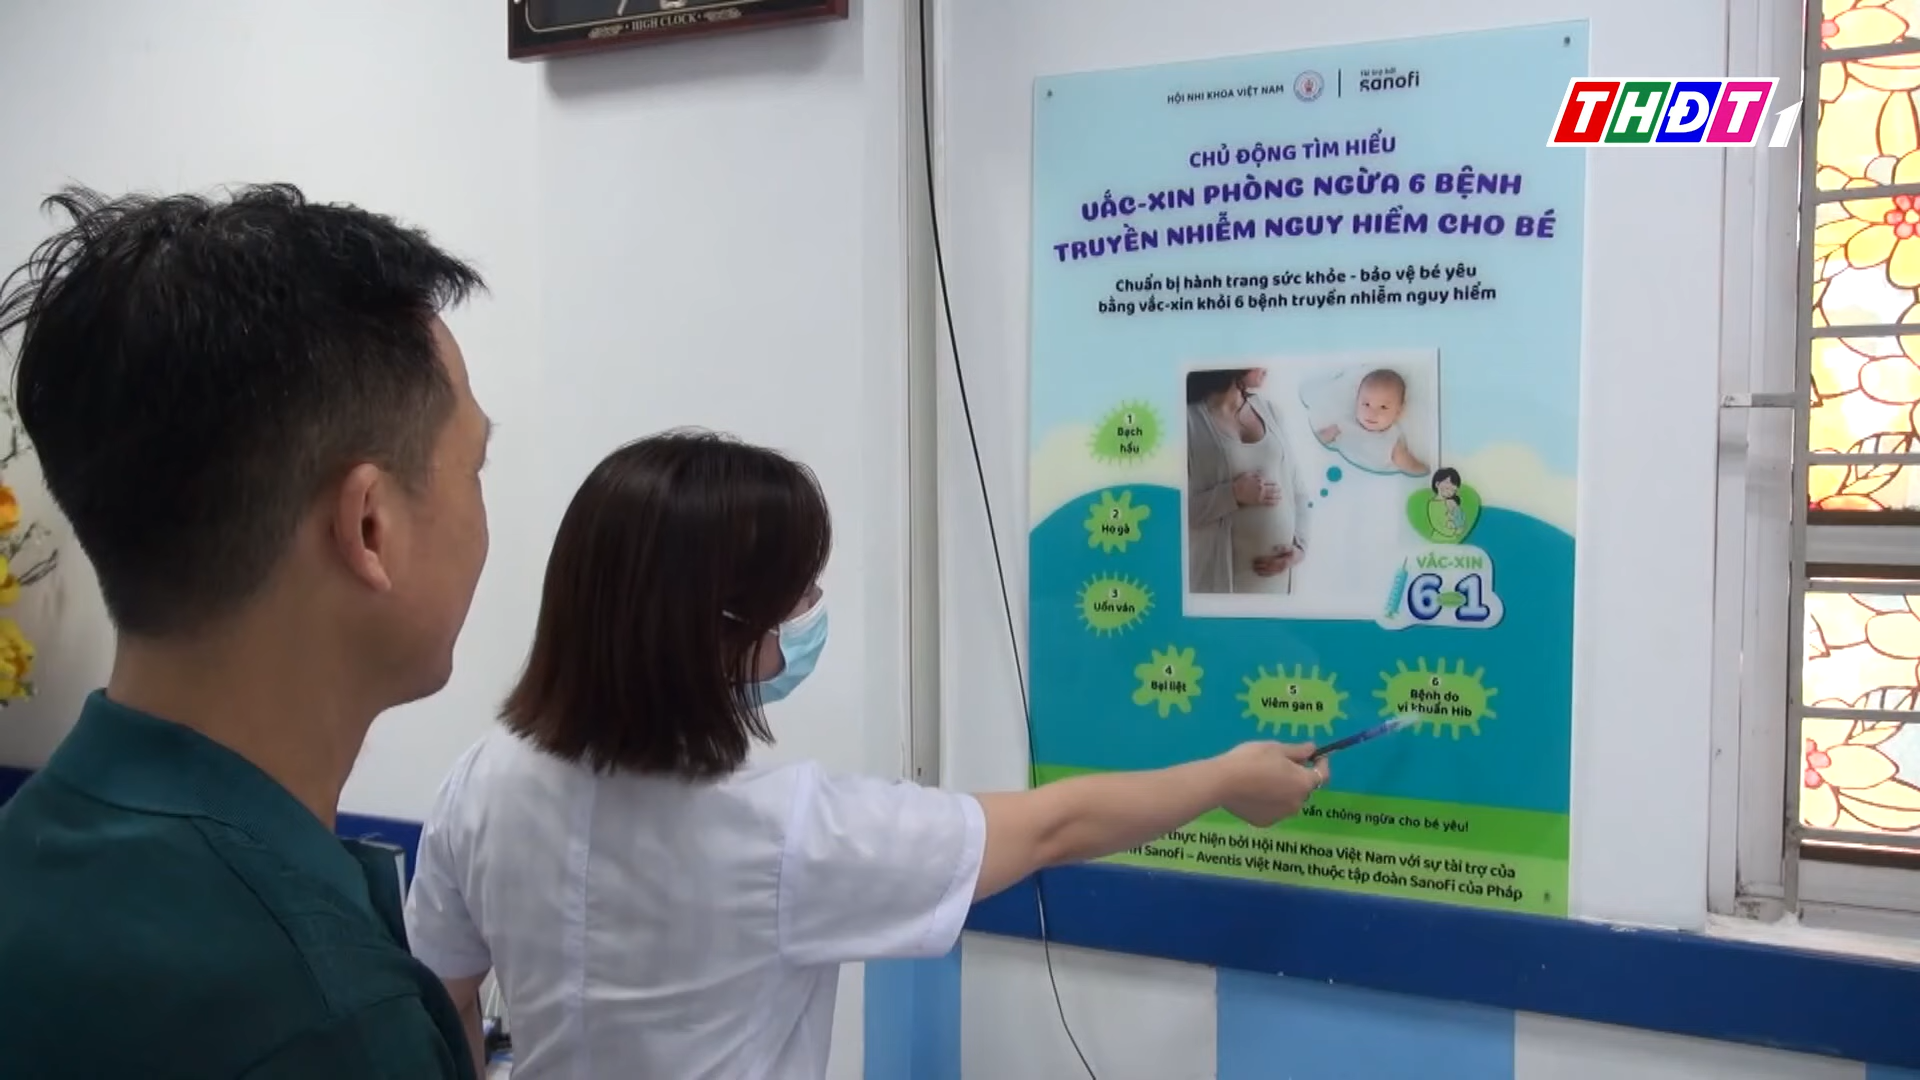 HIGH CLOCK
HỘI NHI KHOA VIỆT NAM
Tài trợ bởi
sanofi
THĐT1
CHỦ ĐỘNG TÌM HIỂU
VẮC-XIN PHÒNG NGỪA 6 BỆNH
TRUYỀN NHIỄM NGUY HIỂM CHO BÉ
Chuẩn bị hành trang sức khỏe - bảo vệ bé yêu
bằng vắc-xin khỏi 6 bệnh truyền nhiễm nguy hiểm
1
Bạch
hầu
2
Ho gà
3
Uốn ván
4
Bại liệt
5
Viêm gan B
6
Bệnh do
vi khuẩn Hib
VẮC-XIN
6 1
vấn chủng ngừa cho bé yêu!
thực hiện bởi Hội Nhi Khoa Việt Nam với sự tài trợ của
Sanofi – Aventis Việt Nam, thuộc tập đoàn Sanofi của Pháp